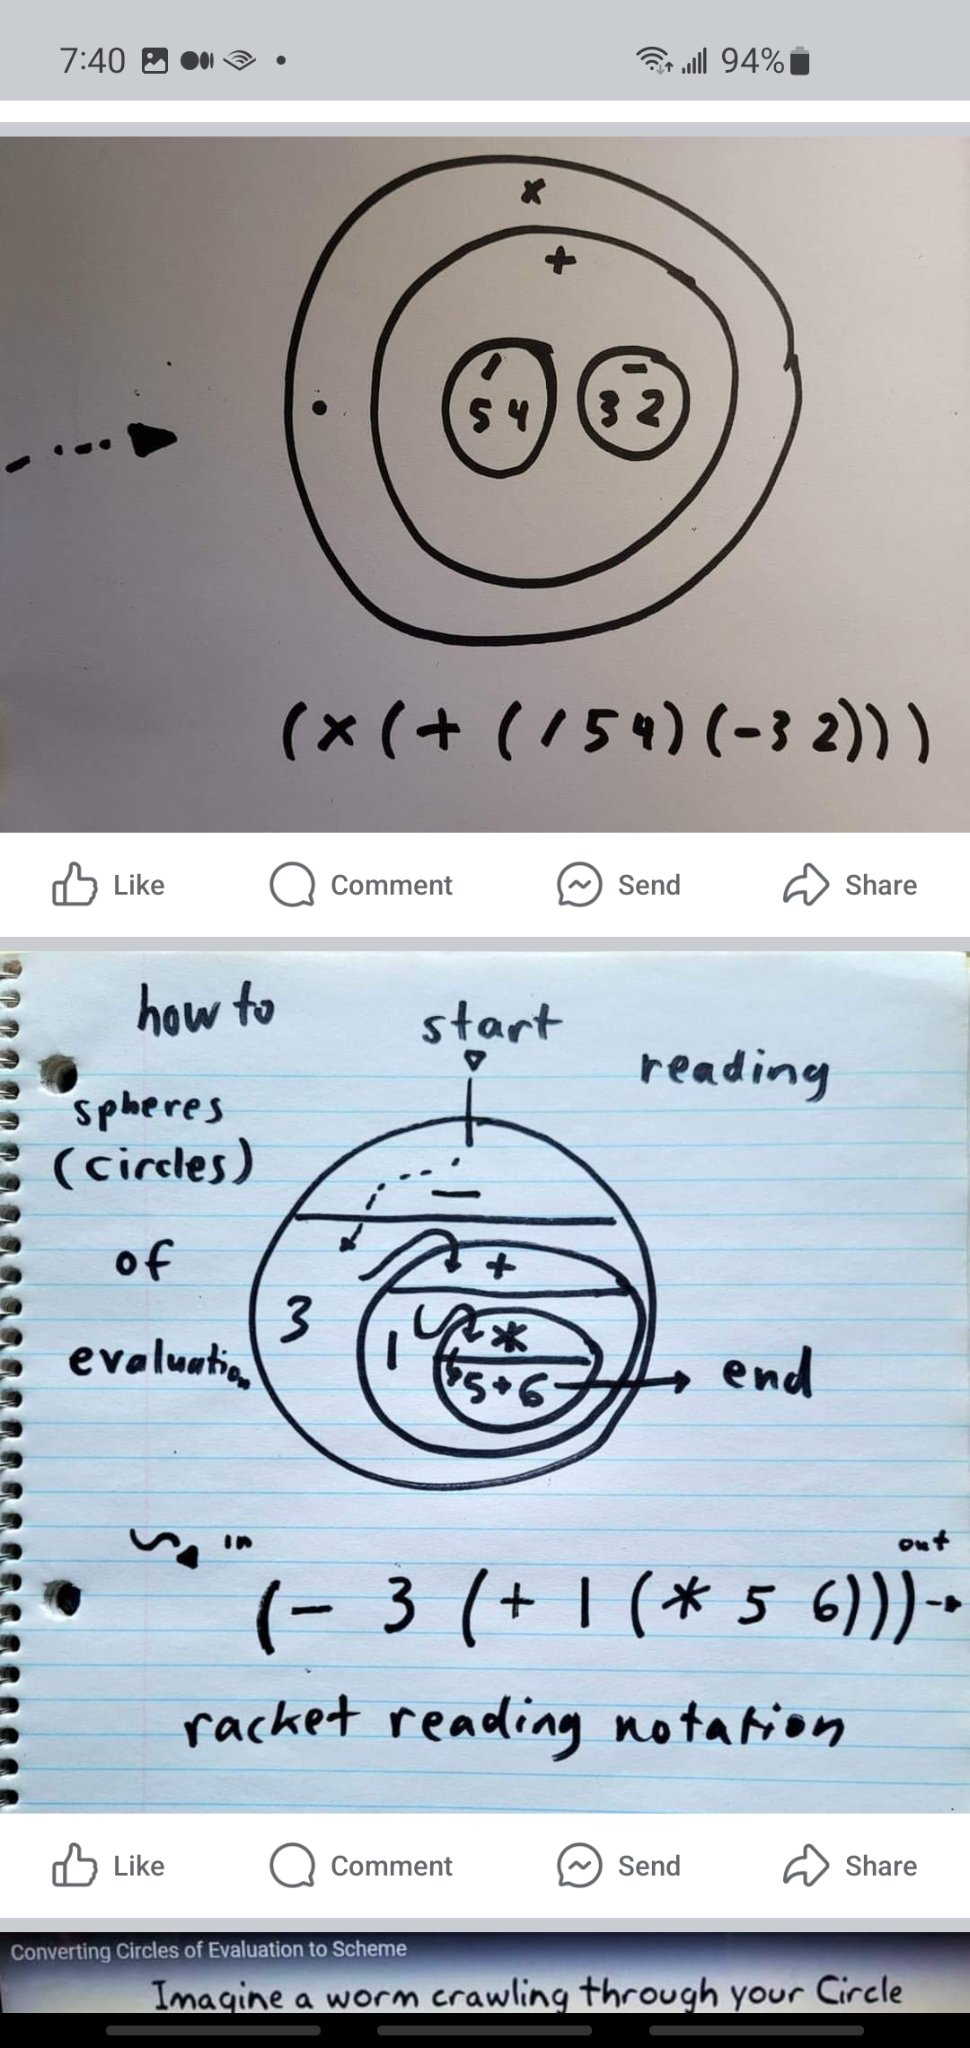 7:40 94%
x
+
/ -
5 4 3 2
(x(+ (/ 5 4) (-3 2)))
Like Comment Send Share
how to start reading
spheres
(circles)
of
evaluation
-
+
3
*
1
5 6
end
in out
(- 3 (+ 1 (* 5 6)))
racket reading notation
Like Comment Send Share
Converting Circles of Evaluation to Scheme
Imagine a worm crawling through your Circle